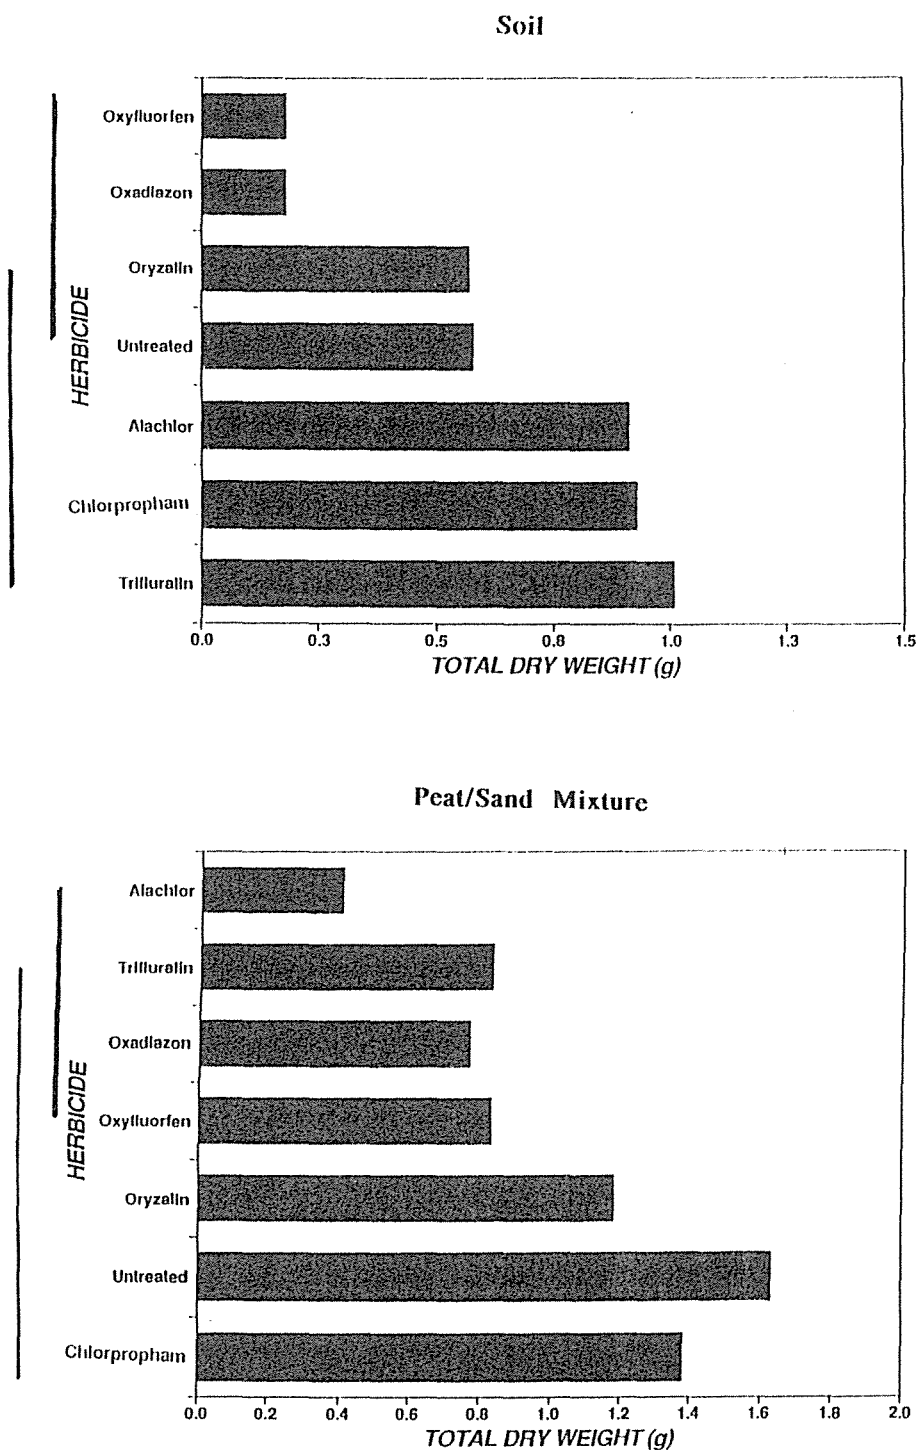 Soil
Oxyfluorfen
Oxadiazon
Oryzalin
Untreated
Alachlor
Chlorpropham
Trifluralin
HERBICIDE
0.0 0.3 0.5 0.8 1.0 1.3 1.5
TOTAL DRY WEIGHT (g)
Peat/Sand Mixture
Alachlor
Trifluralin
Oxadiazon
Oxyfluorfen
Oryzalin
Untreated
Chlorpropham
HERBICIDE
0.0 0.2 0.4 0.6 0.8 1.0 1.2 1.4 1.6 1.8 2.0
TOTAL DRY WEIGHT (g)